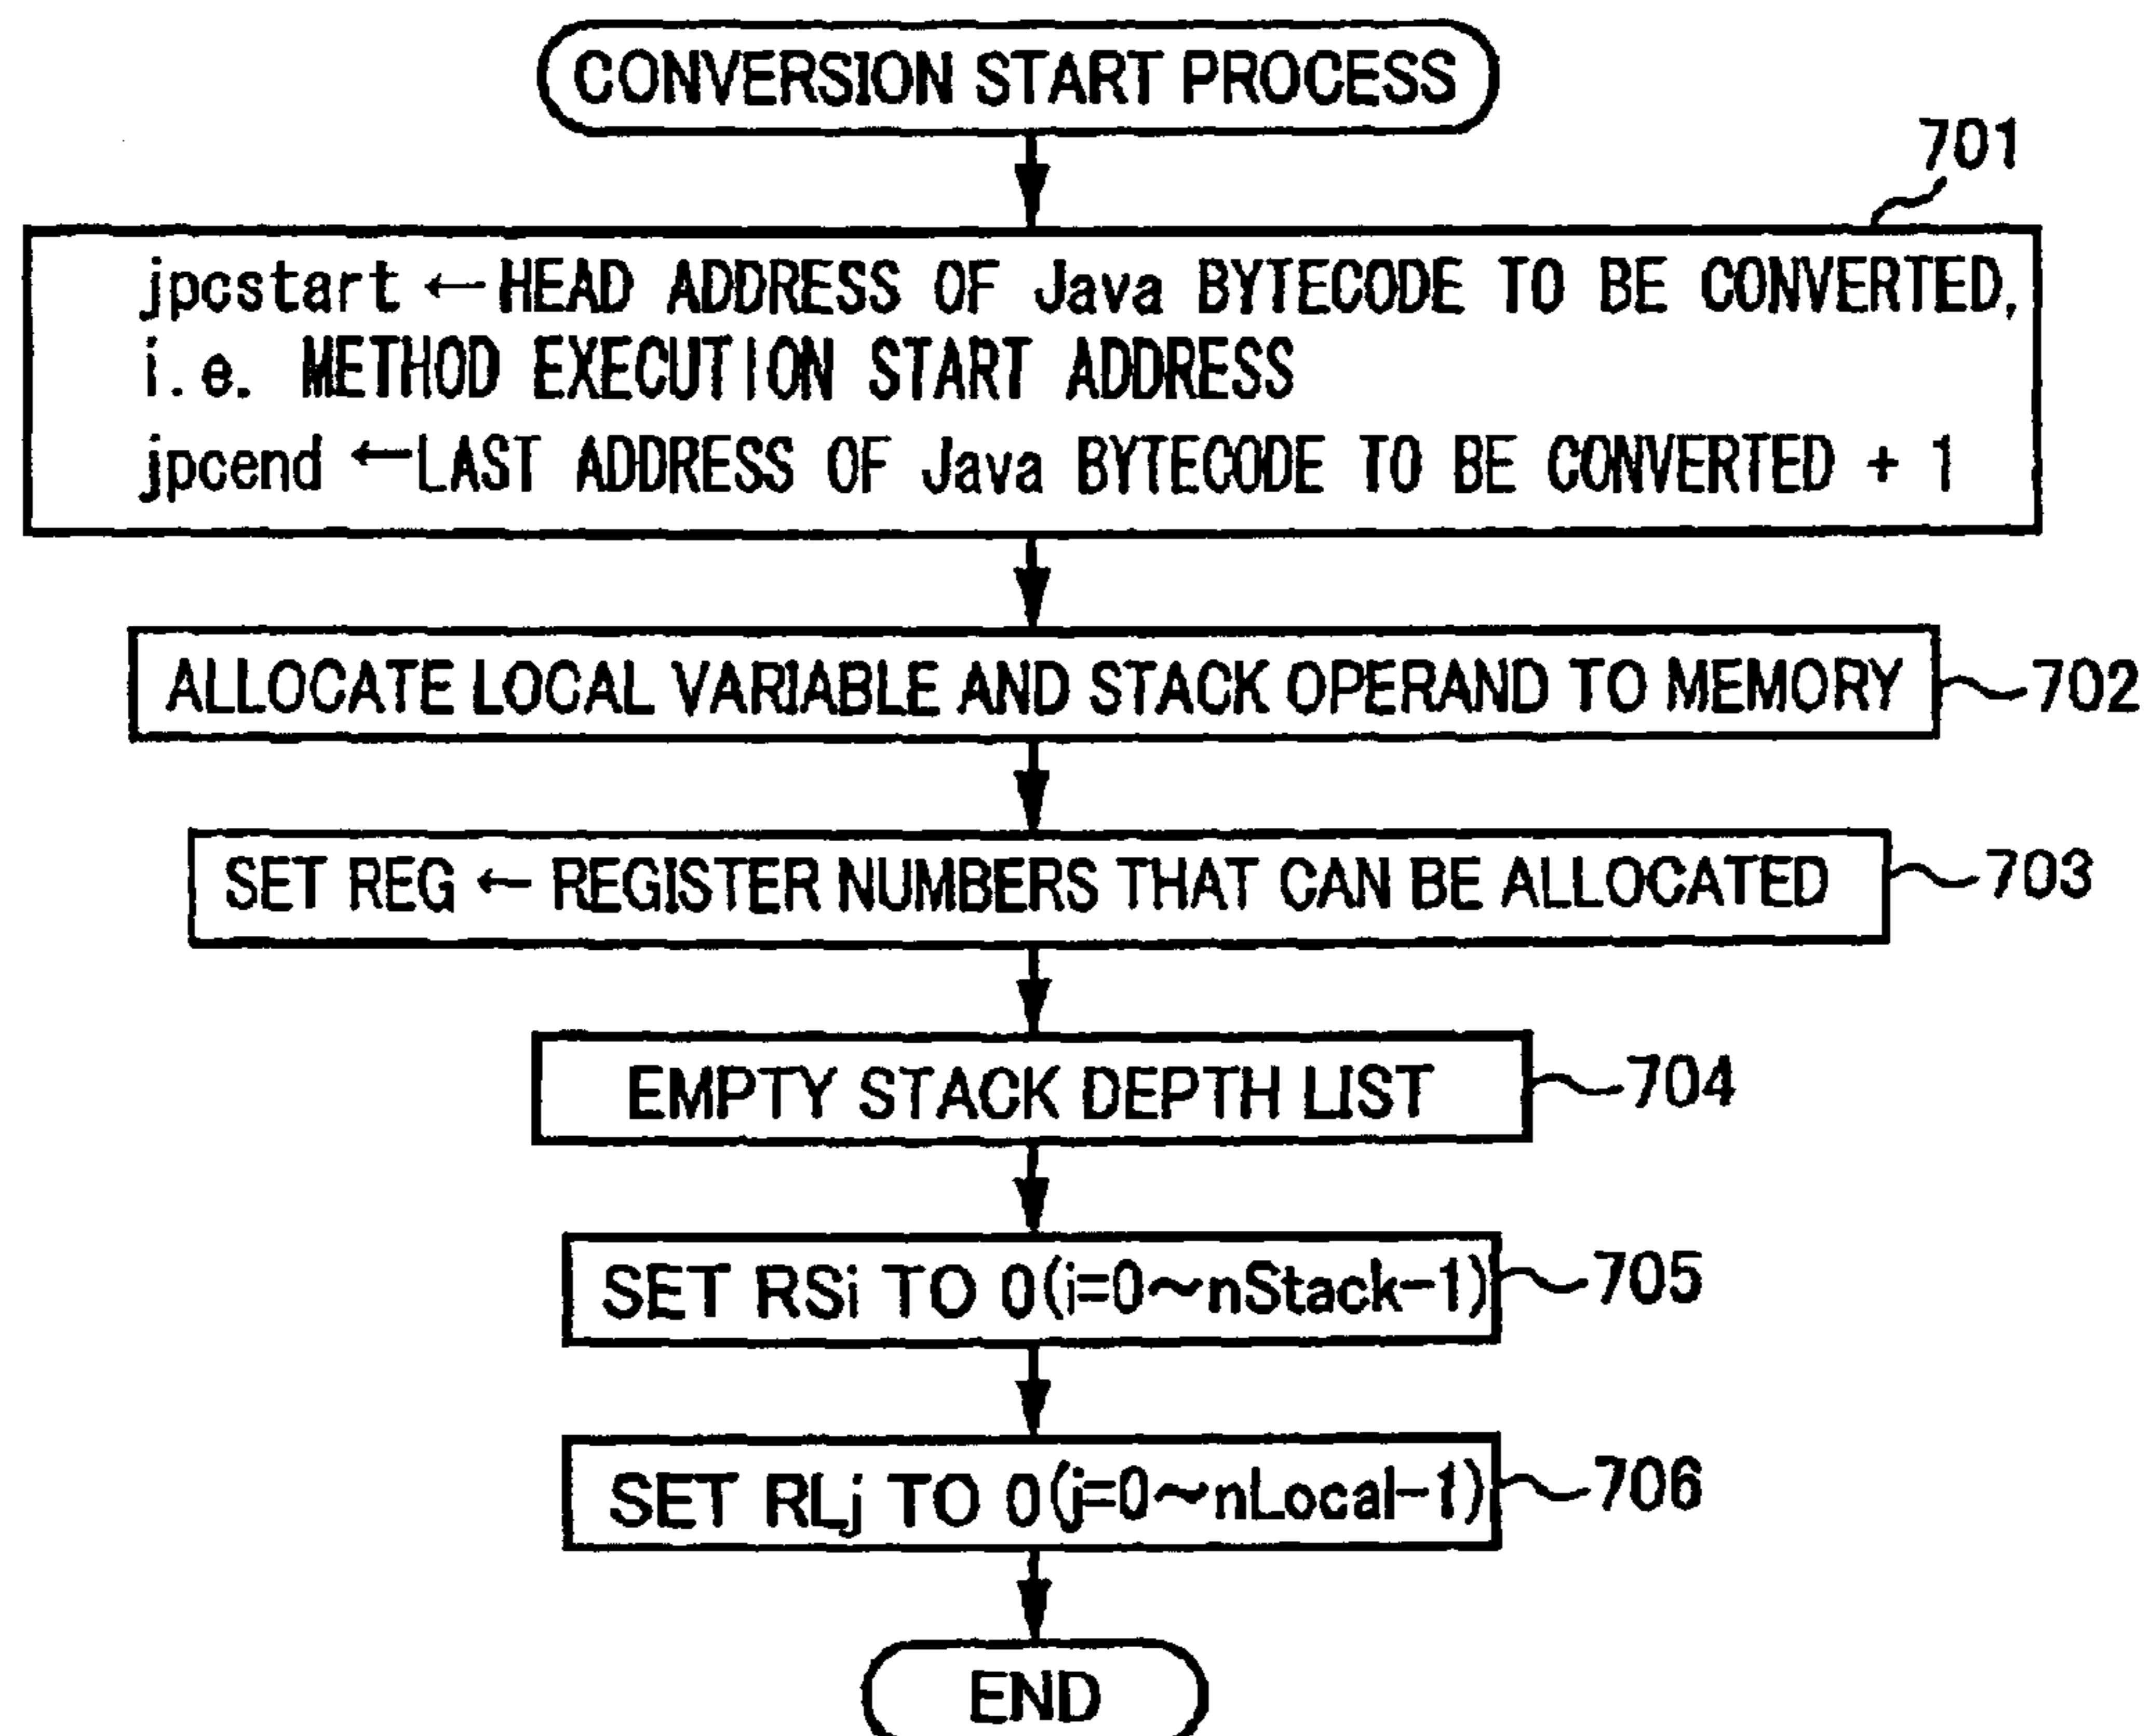 CONVERSION START PROCESS
701
jpcstart ←HEAD ADDRESS OF Java BYTECODE TO BE CONVERTED,
i.e. METHOD EXECUTION START ADDRESS
jpcend ←LAST ADDRESS OF Java BYTECODE TO BE CONVERTED + 1
ALLOCATE LOCAL VARIABLE AND STACK OPERAND TO MEMORY
702
SET REG ← REGISTER NUMBERS THAT CAN BE ALLOCATED
703
EMPTY STACK DEPTH LIST
704
SET RSi TO 0(i=0~nStack-1)
705
SET RLj TO 0(j=0~nLocal-1)
706
END